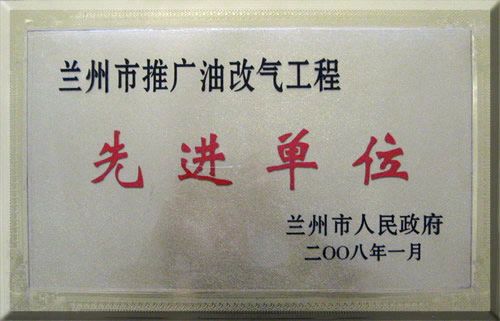 兰州市推广油改气工程
先进单位
兰州市人民政府
二〇〇八年一月